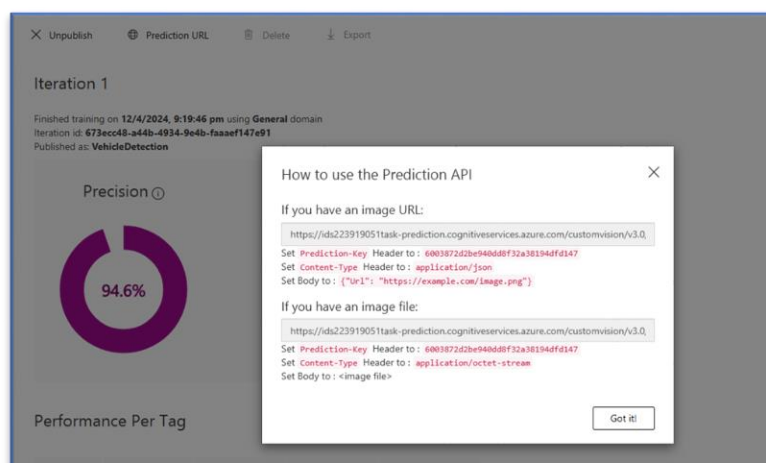 Unpublish Prediction URL Delete Export
Iteration 1
Finished training on 12/4/2024, 9:19:46 pm using General domain
Iteration id: 673ecc48-a44b-4934-9e4b-faaaef147e91
Published as: VehicleDetection
Precision
94.6%
Performance Per Tag
How to use the Prediction API
If you have an image URL:
https://ids223919051task-prediction.cognitiveservices.azure.com/customvision/v3.0,
Set Prediction-Key Header to : 6003872d2be940dd8f32a38194dfd147
Set Content-Type Header to : application/json
Set Body to : {"Url": "https://example.com/image.png"}
If you have an image file:
https://ids223919051task-prediction.cognitiveservices.azure.com/customvision/v3.0,
Set Prediction-Key Header to : 6003872d2be940dd8f32a38194dfd147
Set Content-Type Header to : application/octet-stream
Set Body to : <image file>
Got it!